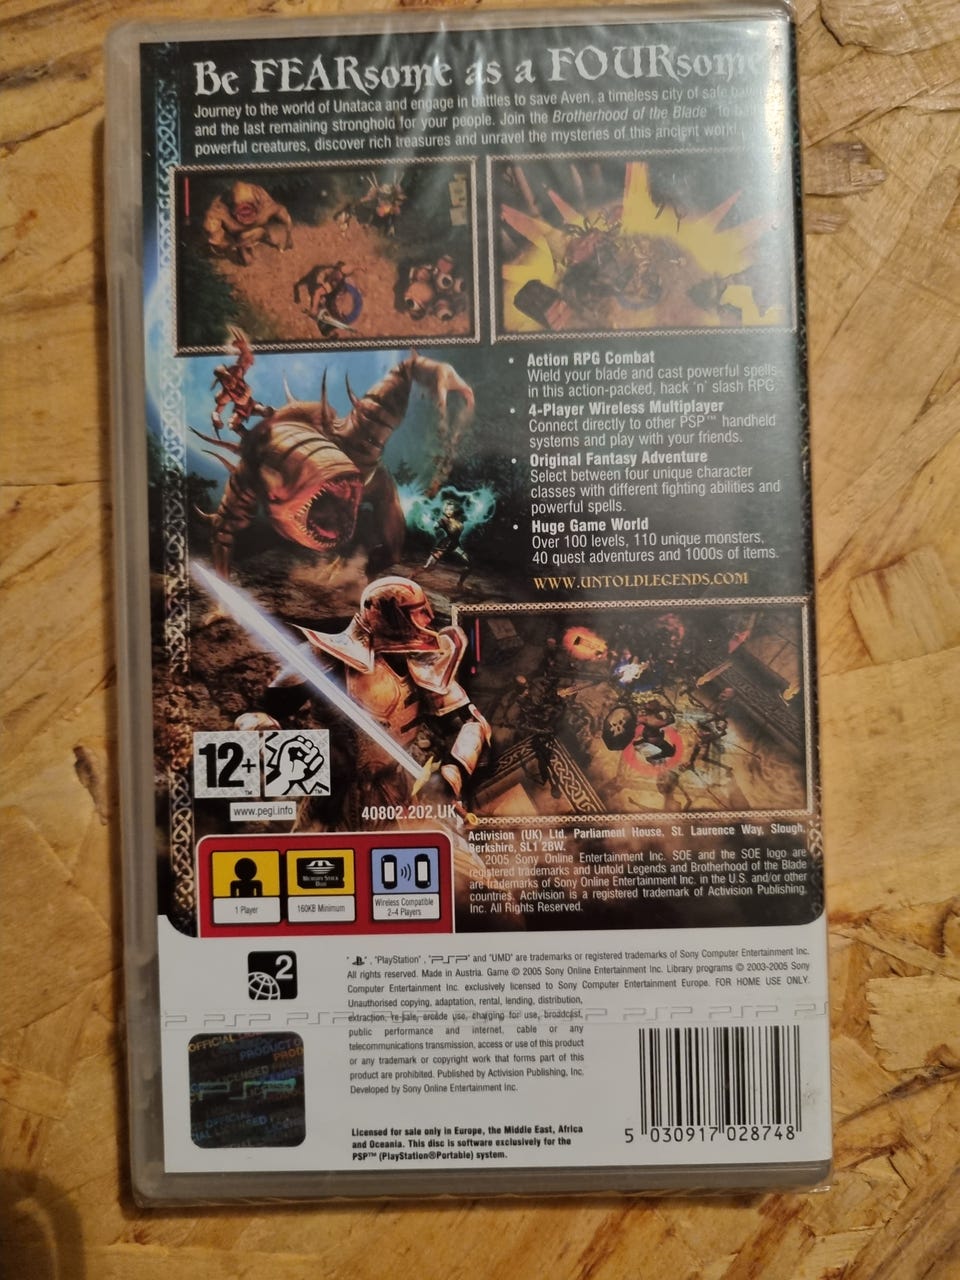 Be FEARsome as a FOURsome
Journey to the world of Unataca and engage in battles to save Aven, a timeless city of safe
and the last remaining stronghold for your people. Join the Brotherhood of the Blade™ to
powerful creatures, discover rich treasures and unravel the mysteries of this ancient world.
• Action RPG Combat
Wield your blade and cast powerful spells
in this action-packed, hack 'n' slash RPG.
• 4-Player Wireless Multiplayer
Connect directly to other PSP™ handheld
systems and play with your friends.
• Original Fantasy Adventure
Select between four unique character
classes with different fighting abilities and
powerful spells.
• Huge Game World
Over 100 levels, 110 unique monsters,
40 quest adventures and 1000s of items.
WWW.UNTOLDLEGENDS.COM
12+
www.pegi.info
40802.202.UK
Activision (UK) Ltd. Parliament House, St. Laurence Way, Slough,
Berkshire, SL1 2BW.
© 2005 Sony Online Entertainment Inc. SOE and the SOE logo are
registered trademarks and Untold Legends and Brotherhood of the Blade
are trademarks of Sony Online Entertainment Inc. in the U.S. and/or other
countries. Activision is a registered trademark of Activision Publishing,
Inc. All Rights Reserved.
1 Player
MEMORY STICK
DUO
160KB Minimum
Wireless Compatible
2-4 Players
2
" ", "PlayStation", "PSP" and "UMD" are trademarks or registered trademarks of Sony Computer Entertainment Inc.
All rights reserved. Made in Austria. Game © 2005 Sony Online Entertainment Inc. Library programs © 2003-2005 Sony
Computer Entertainment Inc. exclusively licensed to Sony Computer Entertainment Europe. FOR HOME USE ONLY.
Unauthorised copying, adaptation, rental, lending, distribution,
extraction, re-sale, arcade use, charging for use, broadcast,
public performance and internet, cable or any
telecommunications transmission, access or use of this product
or any trademark or copyright work that forms part of this
product are prohibited. Published by Activision Publishing, Inc.
Developed by Sony Online Entertainment Inc.
PSP PSP PSP PSP PSP PSP PSP PSP PSP
OFFICIAL
PRODUCT
Licensed for sale only in Europe, the Middle East, Africa
and Oceania. This disc is software exclusively for the
PSP™ (PlayStation®Portable) system.
5 030917 028748